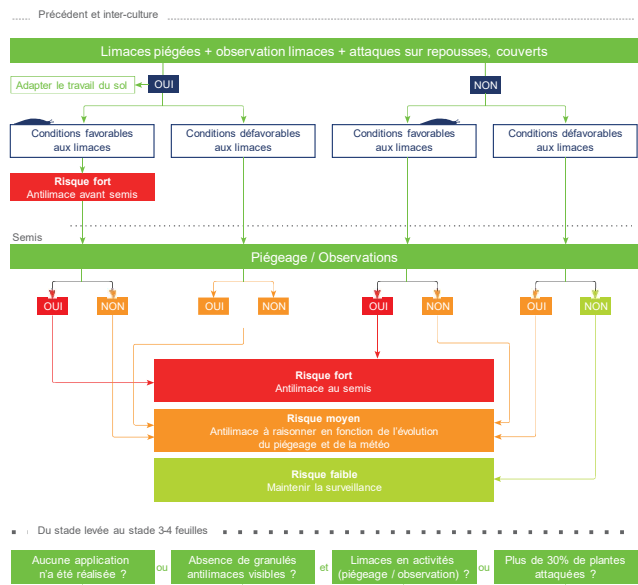 Précédent et inter-culture
Limaces piégées + observation limaces + attaques sur repousses, couverts
Adapter le travail du sol
OUI
NON
Conditions favorables
aux limaces
Conditions défavorables
aux limaces
Conditions favorables
aux limaces
Conditions défavorables
aux limaces
Risque fort
Antilimace avant semis
Semis
Piégeage / Observations
OUI
NON
OUI
NON
OUI
NON
OUI
NON
Risque fort
Antilimace au semis
Risque moyen
Antilimace à raisonner en fonction de l'évolution
du piégeage et de la météo
Risque faible
Maintenir la surveillance
Du stade levée au stade 3-4 feuilles
Aucune application
n'a été réalisée ?
ou
Absence de granulés
antilimaces visibles ?
et
Limaces en activités
(piégeage / observation) ?
ou
Plus de 30% de plantes
attaquées ?